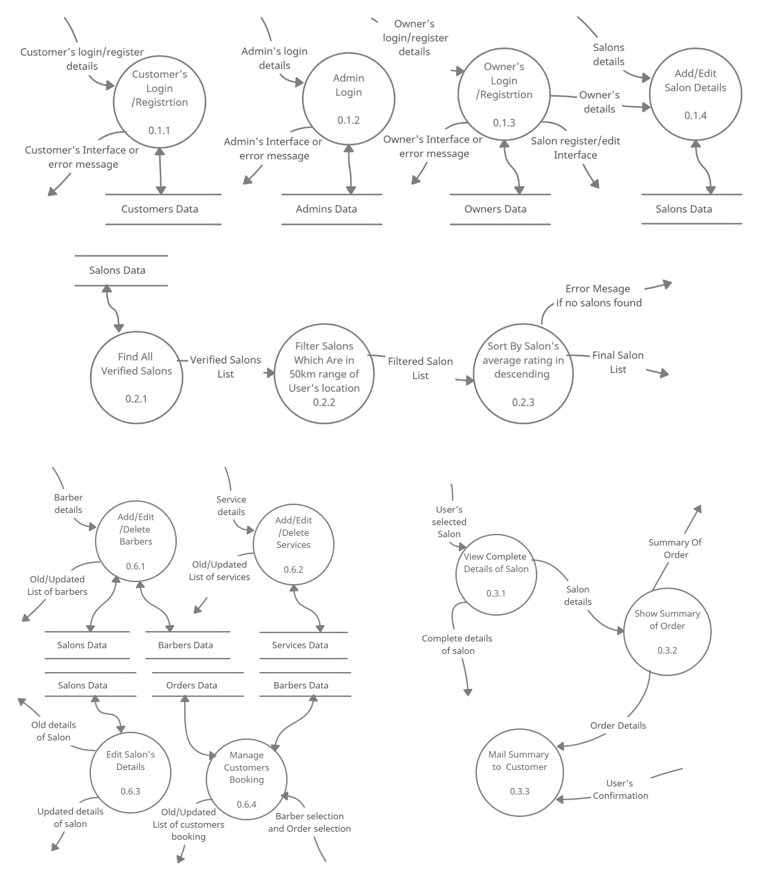 Customer's login/register
details
Customer's
Login
/Registrtion
0.1.1
Customer's Interface or
error message
Customers Data
Admin's login
details
Admin
Login
0.1.2
Admin's Interface or
error message
Admins Data
Owner's
login/register
details
Owner's
Login
/Registrtion
0.1.3
Owner's Interface or
error message
Owners Data
Owner's
details
Salon register/edit
Interface
Salons
details
Add/Edit
Salon Details
0.1.4
Salons Data
Salons Data
Find All
Verified Salons
0.2.1
Verified Salons
List
Filter Salons
Which Are in
50km range of
User's location
0.2.2
Filtered Salon
List
Sort By Salon's
average rating in
descending
0.2.3
Error Mesage
if no salons found
Final Salon
List
Barber
details
Add/Edit
/Delete
Barbers
0.6.1
Old/Updated
List of barbers
Salons Data
Barbers Data
Service
details
Add/Edit
/Delete
Services
0.6.2
Old/Updated
List of services
Services Data
Salons Data
Orders Data
Barbers Data
Old details
of Salon
Edit Salon's
Details
0.6.3
Updated details
of salon
Manage
Customers
Booking
0.6.4
Old/Updated
List of customers
booking
Barber selection
and Order selection
User's
selected
Salon
View Complete
Details of Salon
0.3.1
Complete details
of salon
Salon
details
Summary Of
Order
Show Summary
of Order
0.3.2
Order Details
Mail Summary
to Customer
0.3.3
User's
Confirmation